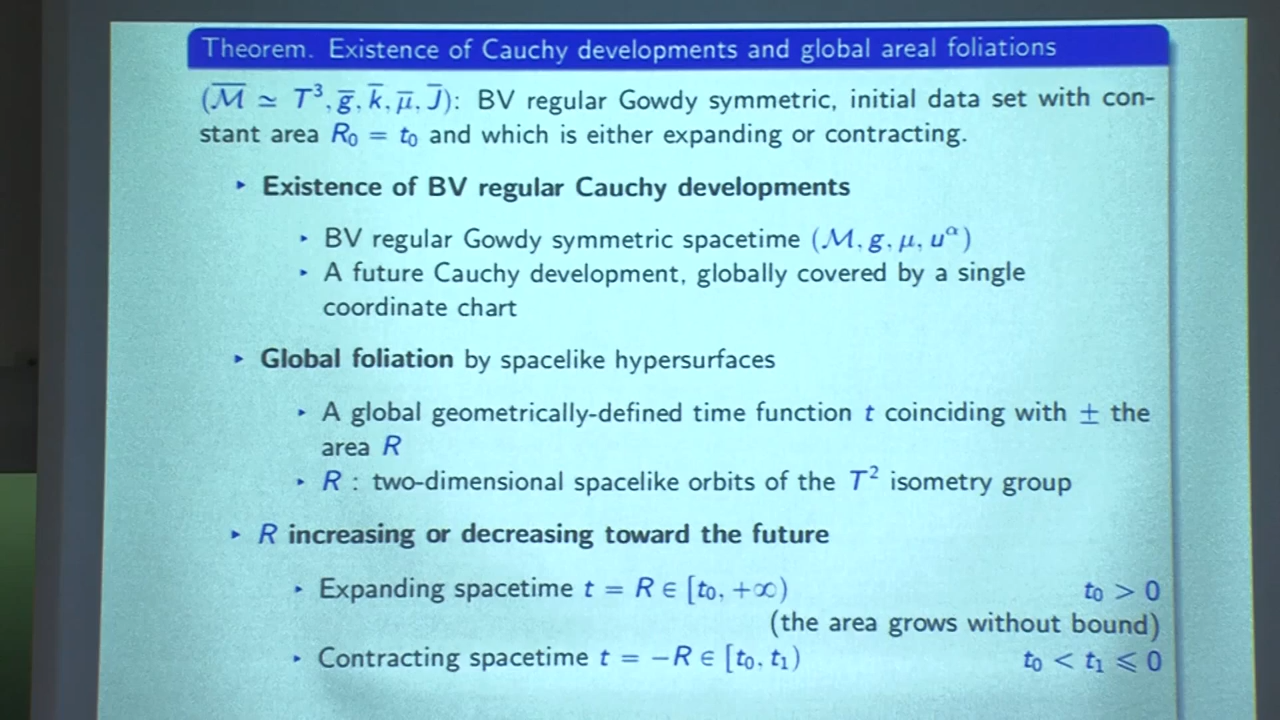 Theorem. Existence of Cauchy developments and global areal foliations
(ℳ̅ ≃ T³, g̅, k̅, μ̅, J̅): BV regular Gowdy symmetric, initial data set with con-
stant area R₀ = t₀ and which is either expanding or contracting.
▸ Existence of BV regular Cauchy developments
▸ BV regular Gowdy symmetric spacetime (ℳ, g, μ, uᵅ)
▸ A future Cauchy development, globally covered by a single
coordinate chart
▸ Global foliation by spacelike hypersurfaces
▸ A global geometrically-defined time function t coinciding with ± the
area R
▸ R : two-dimensional spacelike orbits of the T² isometry group
▸ R increasing or decreasing toward the future
▸ Expanding spacetime t = R ∈ [t₀, +∞) t₀ > 0
(the area grows without bound)
▸ Contracting spacetime t = −R ∈ [t₀, t₁) t₀ < t₁ ⩽ 0